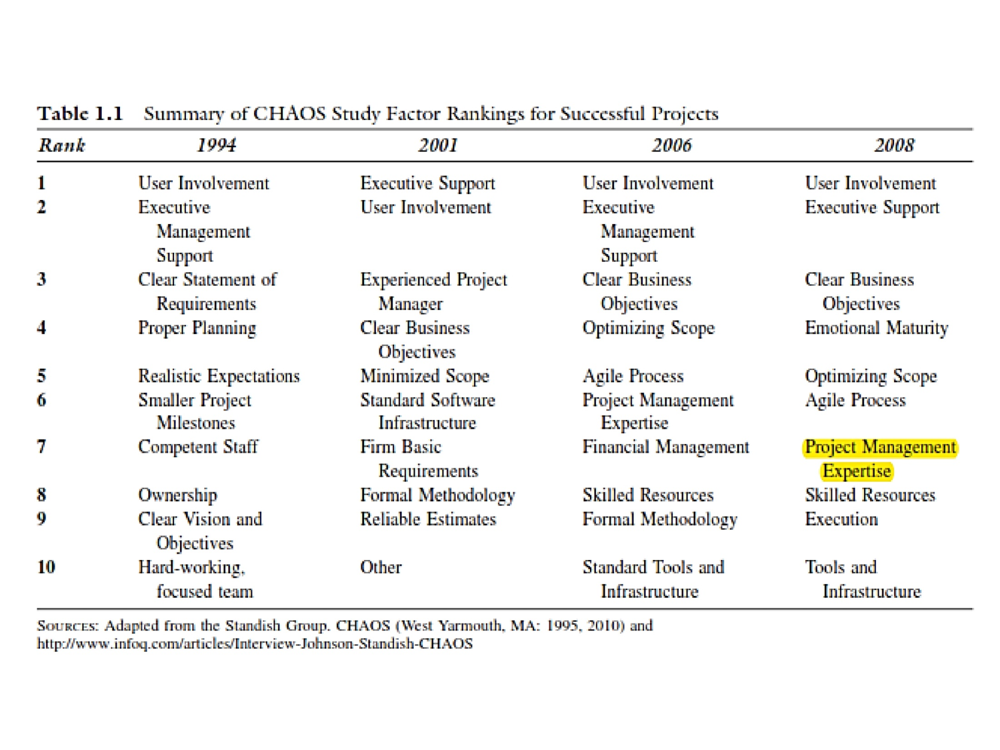 Table 1.1 Summary of CHAOS Study Factor Rankings for Successful Projects
Rank 1994 2001 2006 2008
1 User Involvement Executive Support User Involvement User Involvement
2 Executive User Involvement Executive Executive Support
Management Management
Support Support
3 Clear Statement of Experienced Project Clear Business Clear Business
Requirements Manager Objectives Objectives
4 Proper Planning Clear Business Optimizing Scope Emotional Maturity
Objectives
5 Realistic Expectations Minimized Scope Agile Process Optimizing Scope
6 Smaller Project Standard Software Project Management Agile Process
Milestones Infrastructure Expertise
7 Competent Staff Firm Basic Financial Management Project Management
Requirements Expertise
8 Ownership Formal Methodology Skilled Resources Skilled Resources
9 Clear Vision and Reliable Estimates Formal Methodology Execution
Objectives
10 Hard-working, Other Standard Tools and Tools and
focused team Infrastructure Infrastructure
SOURCES: Adapted from the Standish Group. CHAOS (West Yarmouth, MA: 1995, 2010) and
http://www.infoq.com/articles/Interview-Johnson-Standish-CHAOS